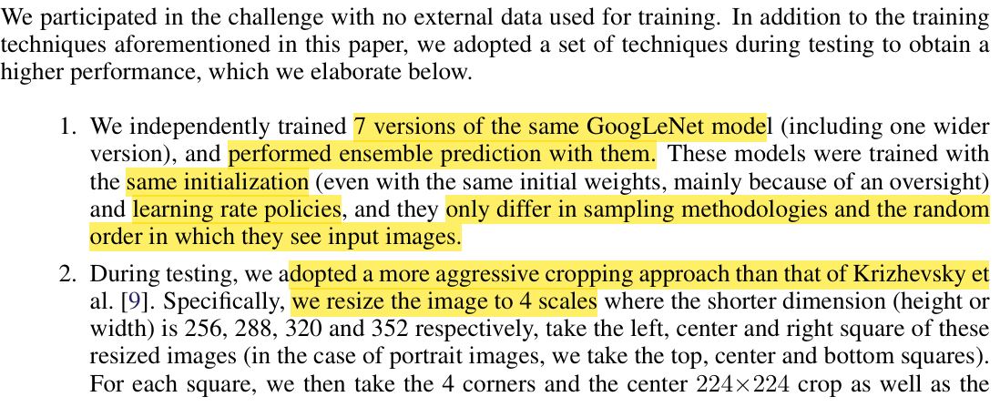 We participated in the challenge with no external data used for training. In addition to the training
techniques aforementioned in this paper, we adopted a set of techniques during testing to obtain a
higher performance, which we elaborate below.
1. We independently trained 7 versions of the same GoogLeNet model (including one wider
version), and performed ensemble prediction with them. These models were trained with
the same initialization (even with the same initial weights, mainly because of an oversight)
and learning rate policies, and they only differ in sampling methodologies and the random
order in which they see input images.
2. During testing, we adopted a more aggressive cropping approach than that of Krizhevsky et
al. [9]. Specifically, we resize the image to 4 scales where the shorter dimension (height or
width) is 256, 288, 320 and 352 respectively, take the left, center and right square of these
resized images (in the case of portrait images, we take the top, center and bottom squares).
For each square, we then take the 4 corners and the center 224×224 crop as well as the